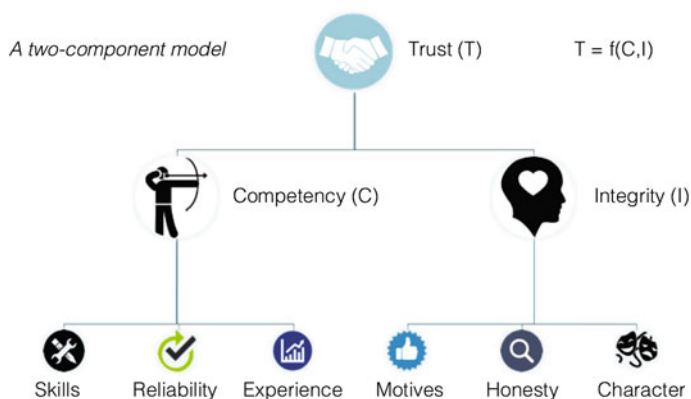 A two-component model
Trust (T)
T = f(C,I)
Competency (C)
Integrity (I)
Skills
Reliability
Experience
Motives
Honesty
Character